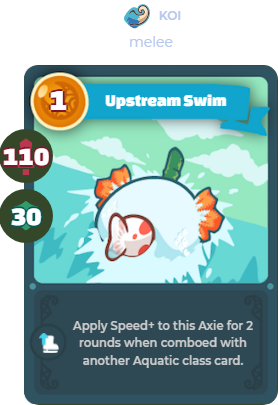 KOI
melee
1
Upstream Swim
110
30
Apply Speed+ to this Axie for 2
rounds when comboed with
another Aquatic class card.